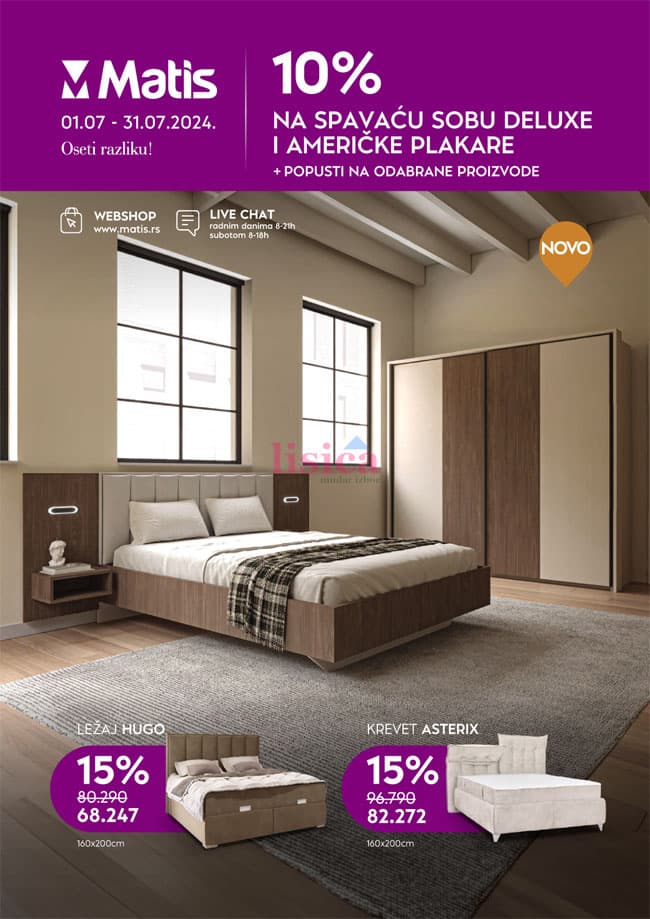 Matis
01.07 - 31.07.2024.
Oseti razliku!
10%
NA SPAVAĆU SOBU DELUXE
I AMERIČKE PLAKARE
+ POPUSTI NA ODABRANE PROIZVODE
WEBSHOP
www.matis.rs
LIVE CHAT
radnim danima 8-21h
subotom 8-18h
NOVO
lisica
mudar izbor
LEŽAJ HUGO
15%
80.290
68.247
160x200cm
KREVET ASTERIX
15%
96.790
82.272
160x200cm